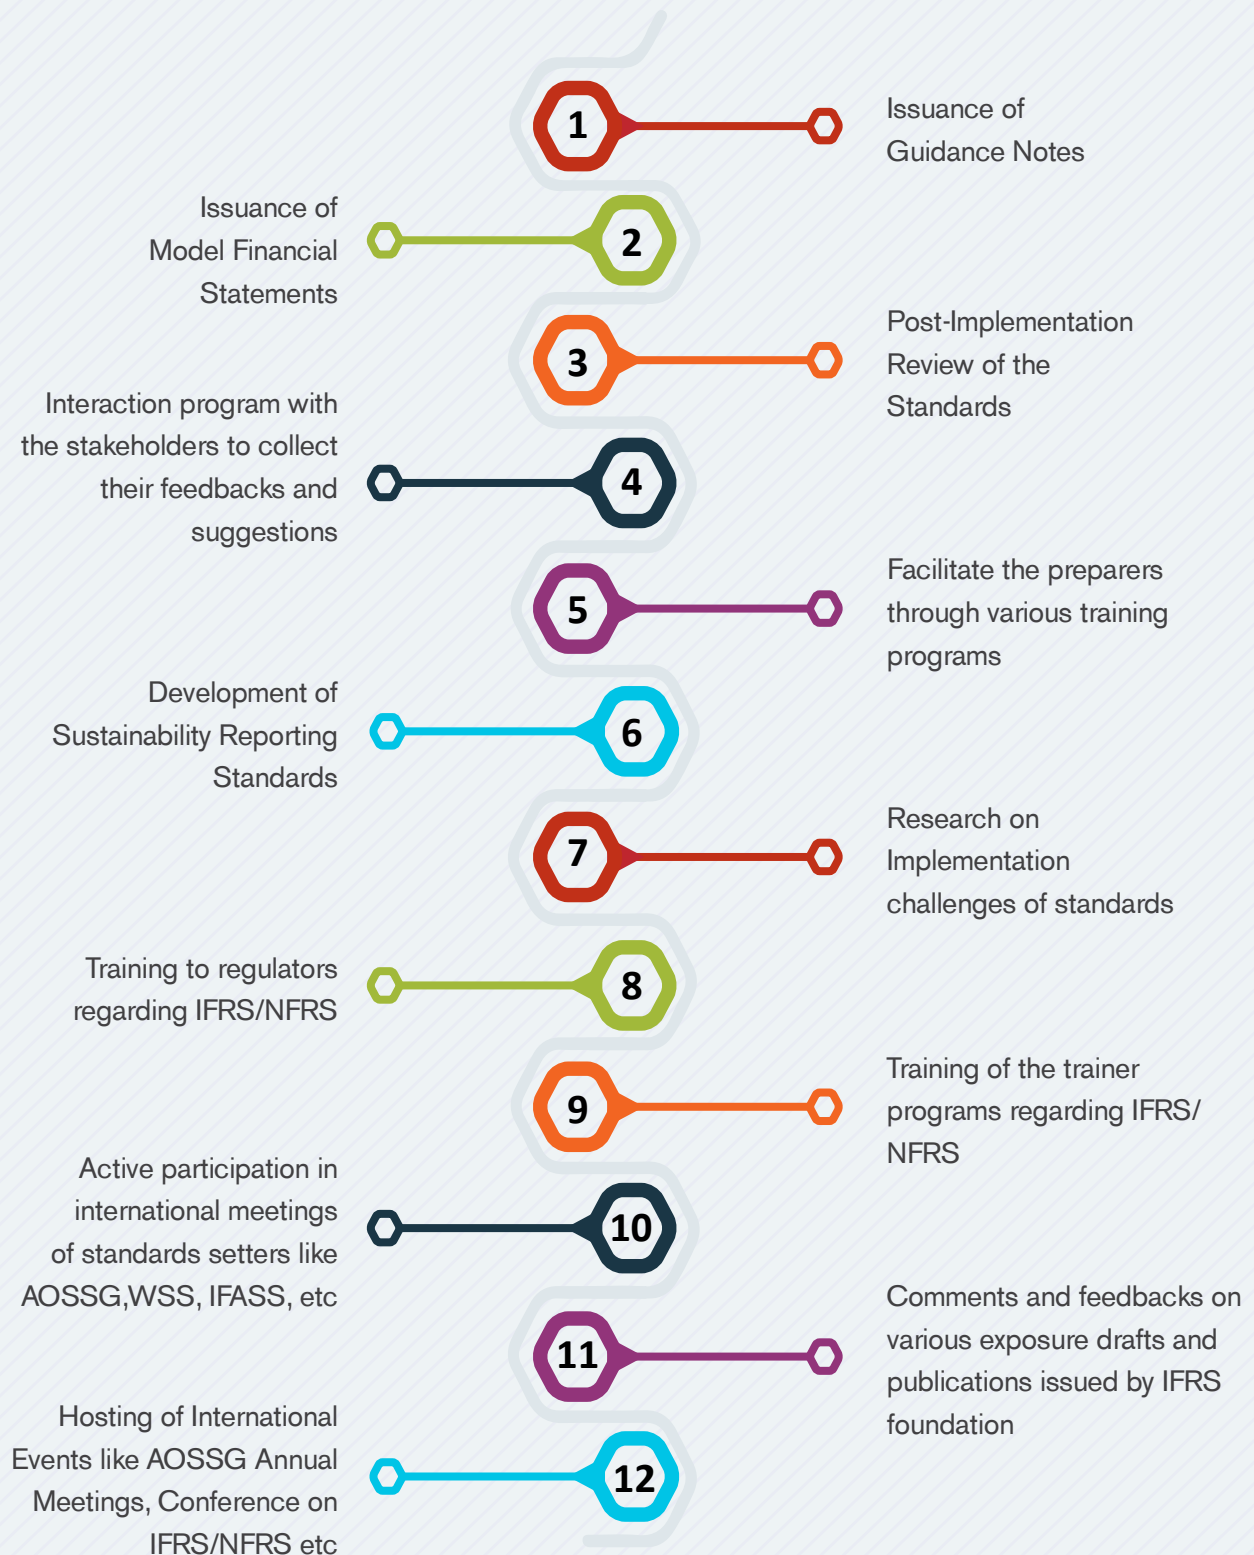 1
Issuance of
Guidance Notes
2
Issuance of
Model Financial
Statements
3
Post-Implementation
Review of the
Standards
4
Interaction program with
the stakeholders to collect
their feedbacks and
suggestions
5
Facilitate the preparers
through various training
programs
6
Development of
Sustainability Reporting
Standards
7
Research on
Implementation
challenges of standards
8
Training to regulators
regarding IFRS/NFRS
9
Training of the trainer
programs regarding IFRS/
NFRS
10
Active participation in
international meetings
of standards setters like
AOSSG,WSS, IFASS, etc
11
Comments and feedbacks on
various exposure drafts and
publications issued by IFRS
foundation
12
Hosting of International
Events like AOSSG Annual
Meetings, Conference on
IFRS/NFRS etc